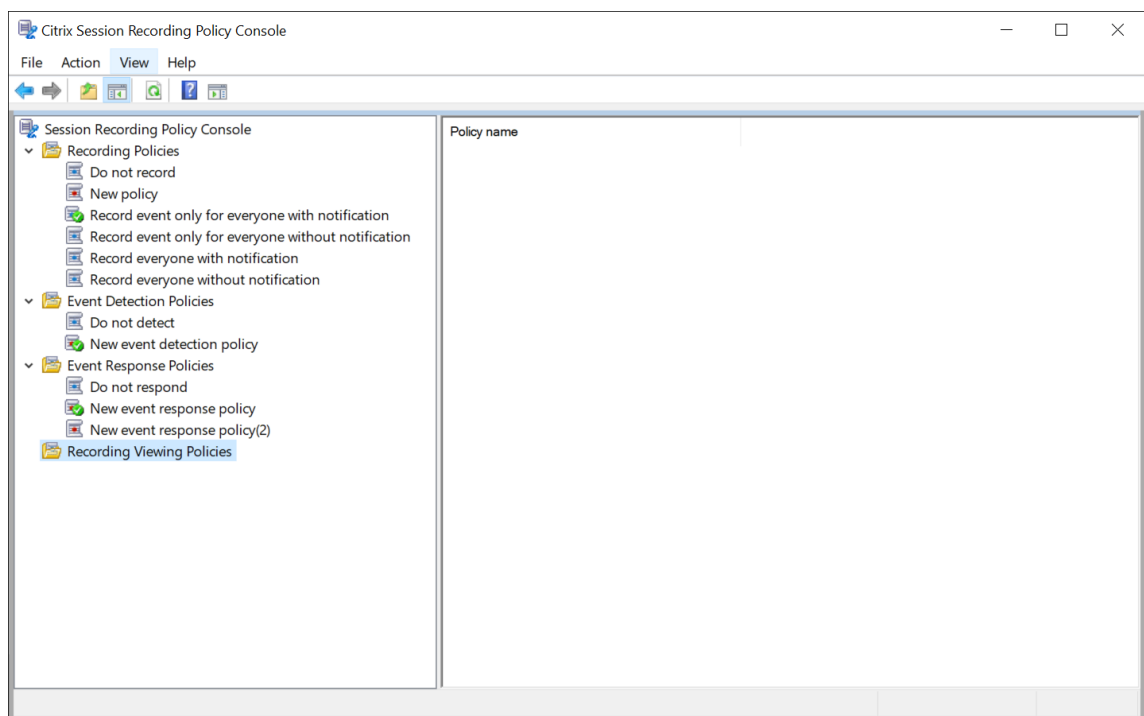 Citrix Session Recording Policy Console
File Action View Help
Session Recording Policy Console
Policy name
Recording Policies
Do not record
New policy
Record event only for everyone with notification
Record event only for everyone without notification
Record everyone with notification
Record everyone without notification
Event Detection Policies
Do not detect
New event detection policy
Event Response Policies
Do not respond
New event response policy
New event response policy(2)
Recording Viewing Policies